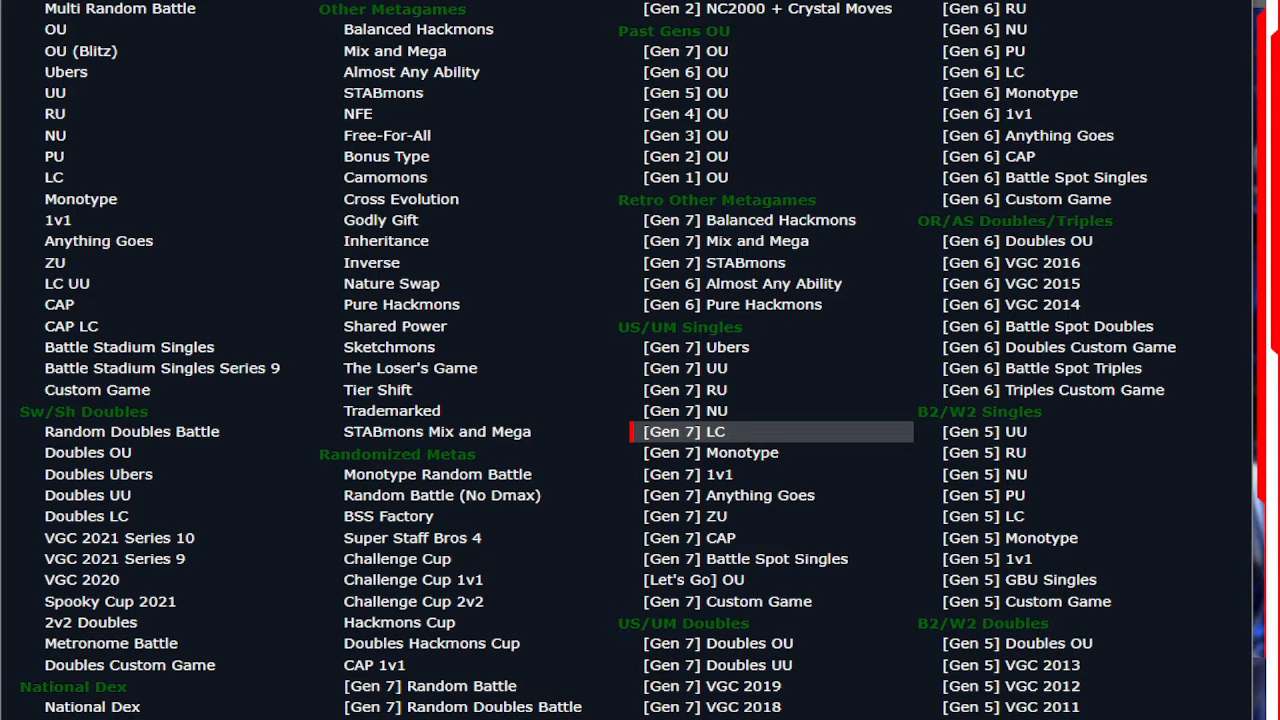 Multi Random Battle
OU
OU (Blitz)
Ubers
UU
RU
NU
PU
LC
Monotype
1v1
Anything Goes
ZU
LC UU
CAP
CAP LC
Battle Stadium Singles
Battle Stadium Singles Series 9
Custom Game
Sw/Sh Doubles
Random Doubles Battle
Doubles OU
Doubles Ubers
Doubles UU
Doubles LC
VGC 2021 Series 10
VGC 2021 Series 9
VGC 2020
Spooky Cup 2021
2v2 Doubles
Metronome Battle
Doubles Custom Game
National Dex
National Dex
Other Metagames
Balanced Hackmons
Mix and Mega
Almost Any Ability
STABmons
NFE
Free-For-All
Bonus Type
Camomons
Cross Evolution
Godly Gift
Inheritance
Inverse
Nature Swap
Pure Hackmons
Shared Power
Sketchmons
The Loser's Game
Tier Shift
Trademarked
STABmons Mix and Mega
Randomized Metas
Monotype Random Battle
Random Battle (No Dmax)
BSS Factory
Super Staff Bros 4
Challenge Cup
Challenge Cup 1v1
Challenge Cup 2v2
Hackmons Cup
Doubles Hackmons Cup
CAP 1v1
[Gen 7] Random Battle
[Gen 7] Random Doubles Battle
[Gen 2] NC2000 + Crystal Moves
Past Gens OU
[Gen 7] OU
[Gen 6] OU
[Gen 5] OU
[Gen 4] OU
[Gen 3] OU
[Gen 2] OU
[Gen 1] OU
Retro Other Metagames
[Gen 7] Balanced Hackmons
[Gen 7] Mix and Mega
[Gen 7] STABmons
[Gen 6] Almost Any Ability
[Gen 6] Pure Hackmons
US/UM Singles
[Gen 7] Ubers
[Gen 7] UU
[Gen 7] RU
[Gen 7] NU
[Gen 7] LC
[Gen 7] Monotype
[Gen 7] 1v1
[Gen 7] Anything Goes
[Gen 7] ZU
[Gen 7] CAP
[Gen 7] Battle Spot Singles
[Let's Go] OU
[Gen 7] Custom Game
US/UM Doubles
[Gen 7] Doubles OU
[Gen 7] Doubles UU
[Gen 7] VGC 2019
[Gen 7] VGC 2018
[Gen 6] RU
[Gen 6] NU
[Gen 6] PU
[Gen 6] LC
[Gen 6] Monotype
[Gen 6] 1v1
[Gen 6] Anything Goes
[Gen 6] CAP
[Gen 6] Battle Spot Singles
[Gen 6] Custom Game
OR/AS Doubles/Triples
[Gen 6] Doubles OU
[Gen 6] VGC 2016
[Gen 6] VGC 2015
[Gen 6] VGC 2014
[Gen 6] Battle Spot Doubles
[Gen 6] Doubles Custom Game
[Gen 6] Battle Spot Triples
[Gen 6] Triples Custom Game
B2/W2 Singles
[Gen 5] UU
[Gen 5] RU
[Gen 5] NU
[Gen 5] PU
[Gen 5] LC
[Gen 5] Monotype
[Gen 5] 1v1
[Gen 5] GBU Singles
[Gen 5] Custom Game
B2/W2 Doubles
[Gen 5] Doubles OU
[Gen 5] VGC 2013
[Gen 5] VGC 2012
[Gen 5] VGC 2011